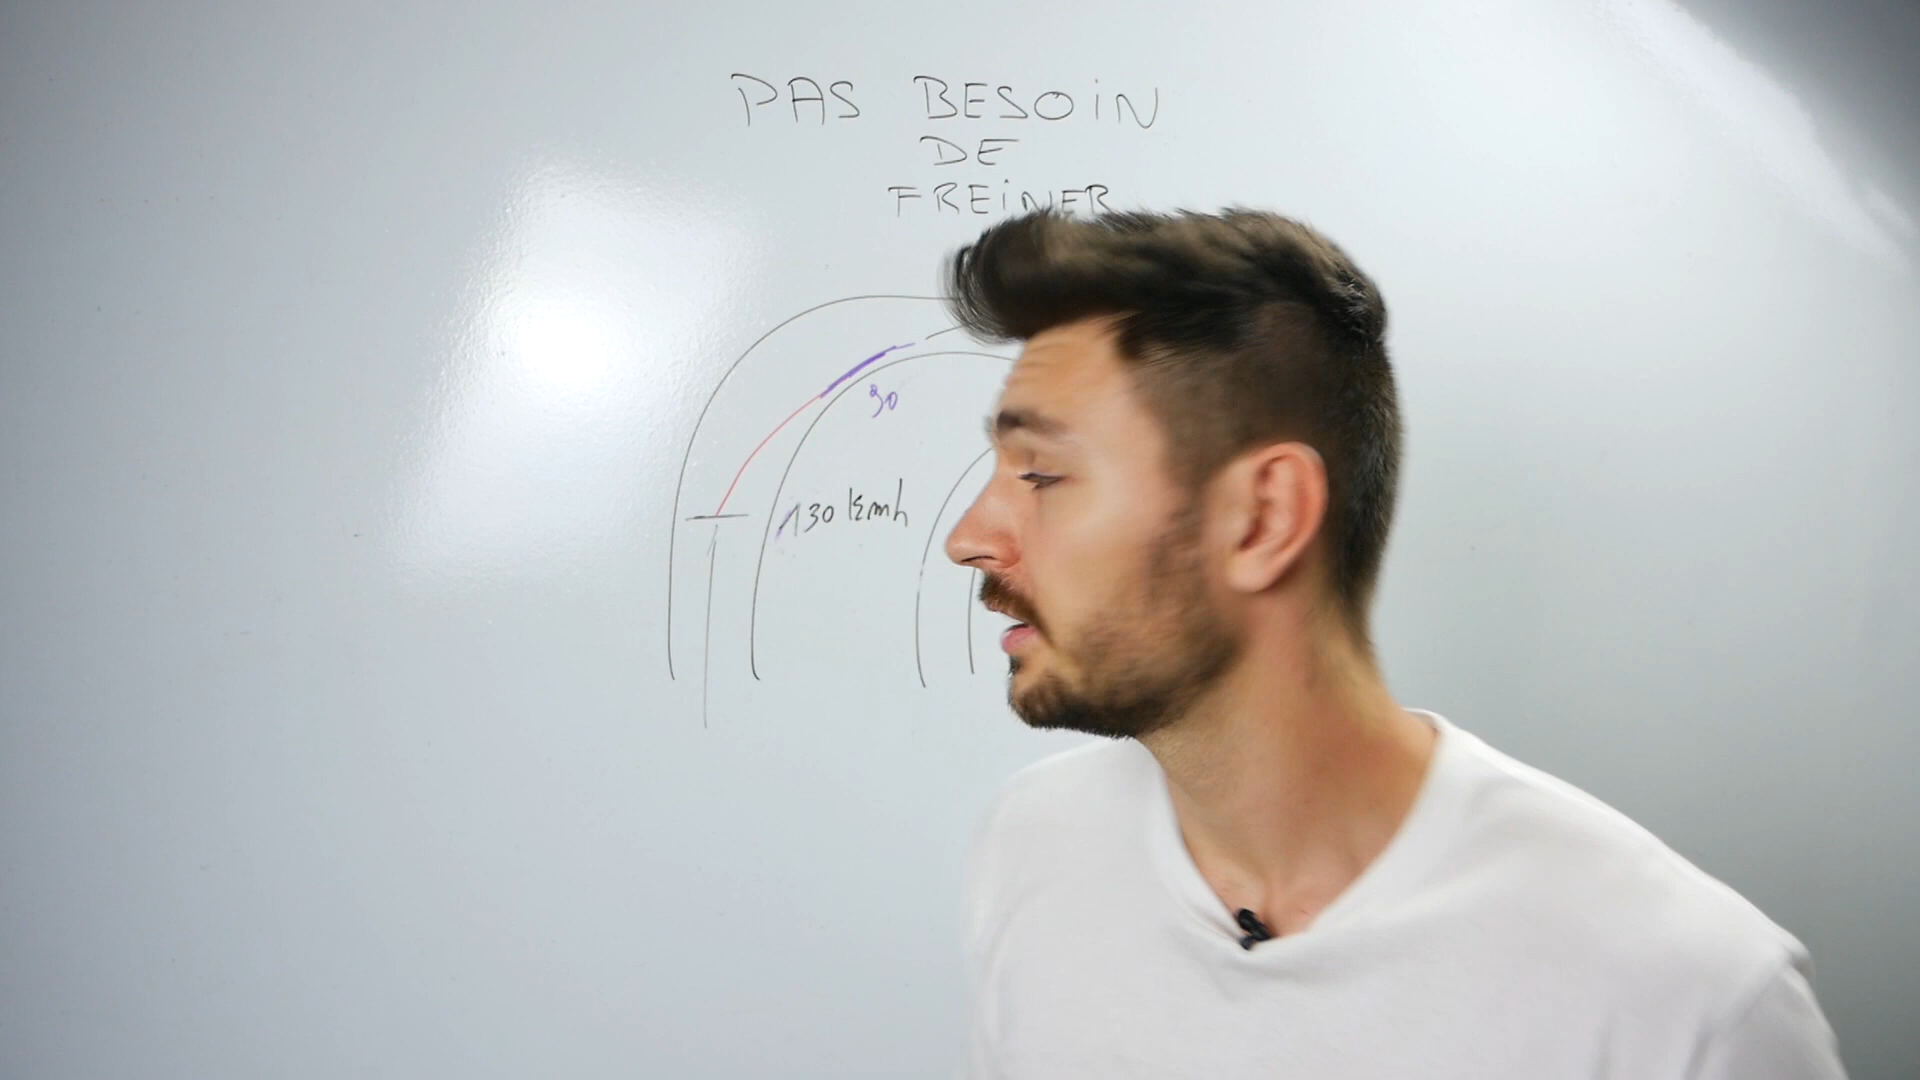 PAS BESOIN
DE
FREINER
90
130 kmh